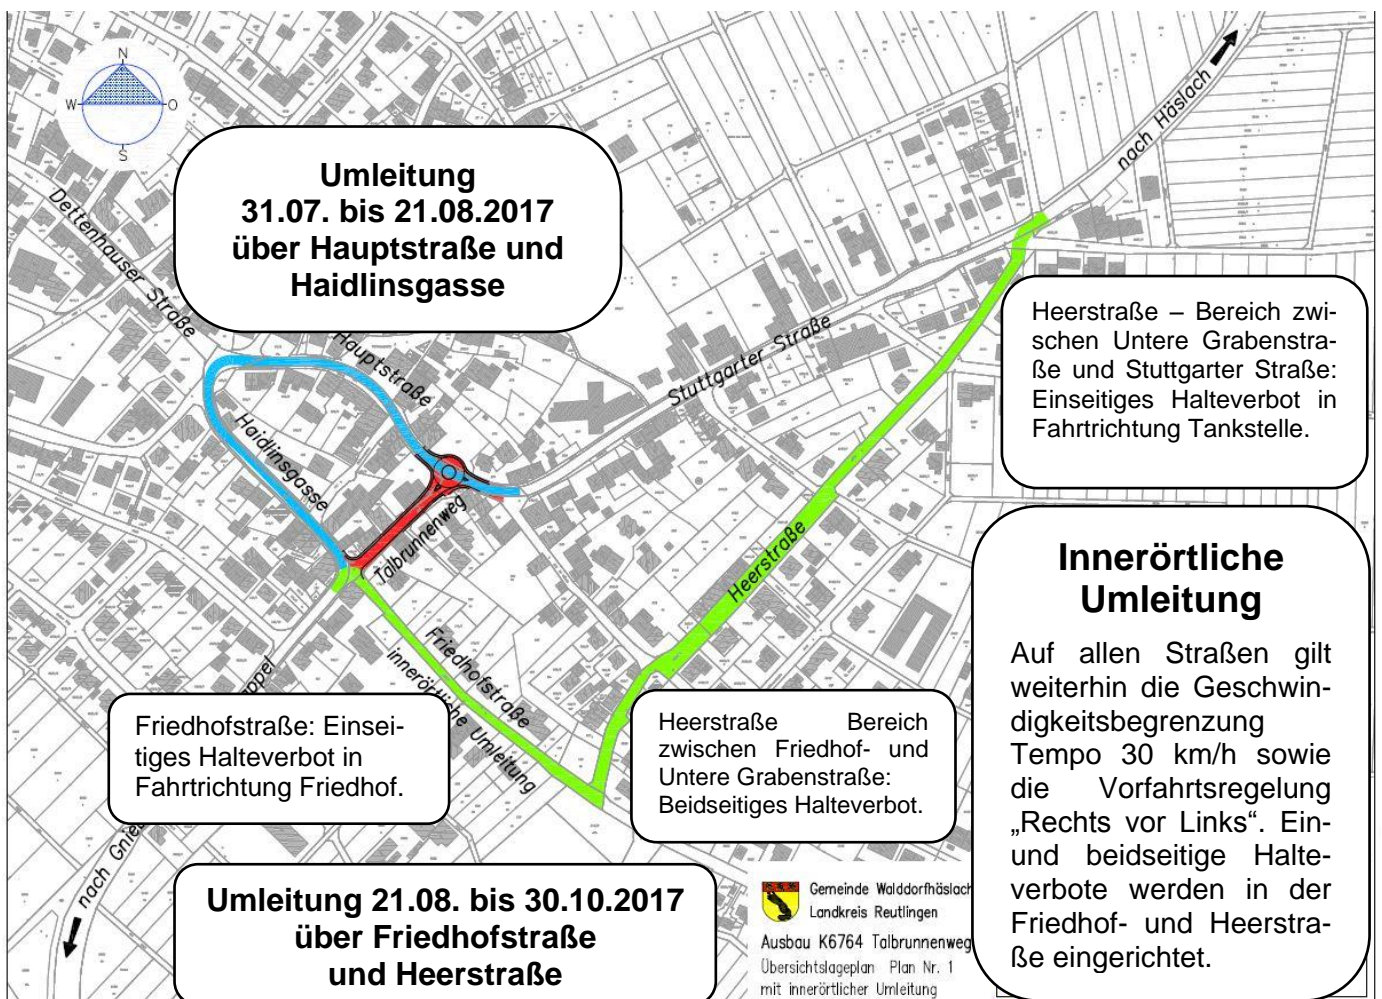 N
W
O
S
Umleitung
31.07. bis 21.08.2017
über Hauptstraße und
Haidlinsgasse
nach Häslach
Dettenhauser Straße
Hauptstraße
Stuttgarter Straße
Haidlinsgasse
Talbrunnenweg
Heerstraße
Friedhofstraße
innerörtliche Umleitung
Heerstraße – Bereich zwi-
schen Untere Grabenstra-
ße und Stuttgarter Straße:
Einseitiges Halteverbot in
Fahrtrichtung Tankstelle.
Innerörtliche
Umleitung
Auf allen Straßen gilt
weiterhin die Geschwin-
digkeitsbegrenzung
Tempo 30 km/h sowie
die Vorfahrtsregelung
„Rechts vor Links“. Ein-
und beidseitige Halte-
verbote werden in der
Friedhof- und Heerstra-
ße eingerichtet.
Friedhofstraße: Einsei-
tiges Halteverbot in
Fahrtrichtung Friedhof.
Heerstraße Bereich
zwischen Friedhof- und
Untere Grabenstraße:
Beidseitiges Halteverbot.
nach
Umleitung 21.08. bis 30.10.2017
über Friedhofstraße
und Heerstraße
Gemeinde Walddorfhäslach
Landkreis Reutlingen
Ausbau K6764 Talbrunnenweg
Übersichtslageplan Plan Nr. 1
mit innerörtlicher Umleitung